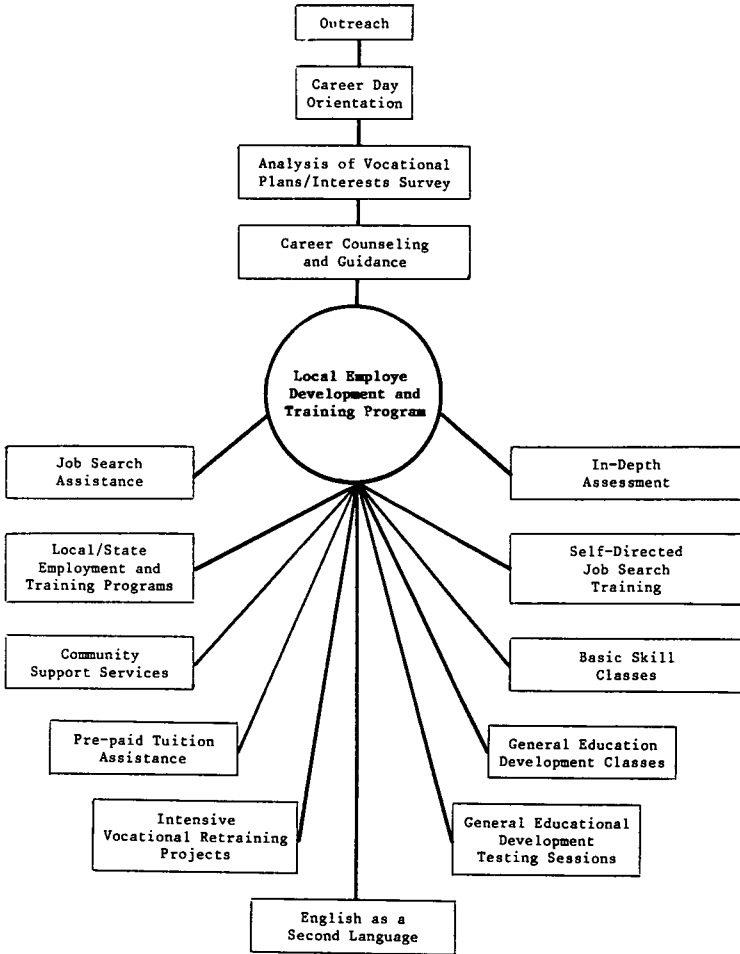 Outreach
Career Day
Orientation
Analysis of Vocational
Plans/Interests Survey
Career Counseling
and Guidance
Local Employe
Development and
Training Program
Job Search
Assistance
In-Depth
Assessment
Local/State
Employment and
Training Programs
Self-Directed
Job Search
Training
Community
Support Services
Basic Skill
Classes
Pre-paid Tuition
Assistance
General Education
Development Classes
Intensive
Vocational Retraining
Projects
General Educational
Development
Testing Sessions
English as a
Second Language